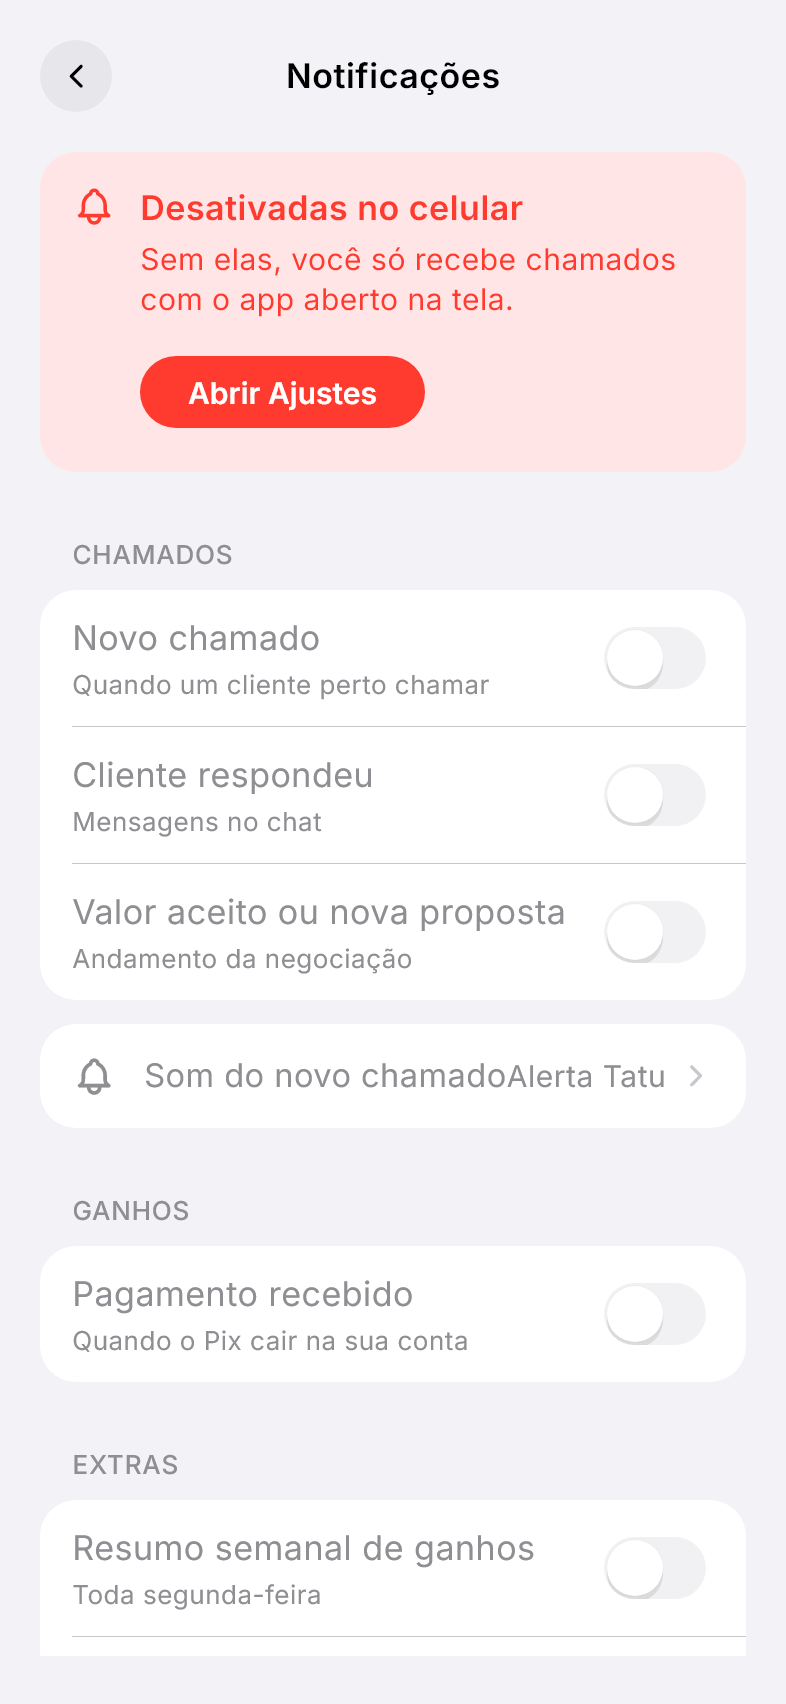 Notificações
Desativadas no celular
Sem elas, você só recebe chamados
com o app aberto na tela.
Abrir Ajustes
CHAMADOS
Novo chamado
Quando um cliente perto chamar
Cliente respondeu
Mensagens no chat
Valor aceito ou nova proposta
Andamento da negociação
Som do novo chamadoAlerta Tatu
GANHOS
Pagamento recebido
Quando o Pix cair na sua conta
EXTRAS
Resumo semanal de ganhos
Toda segunda-feira